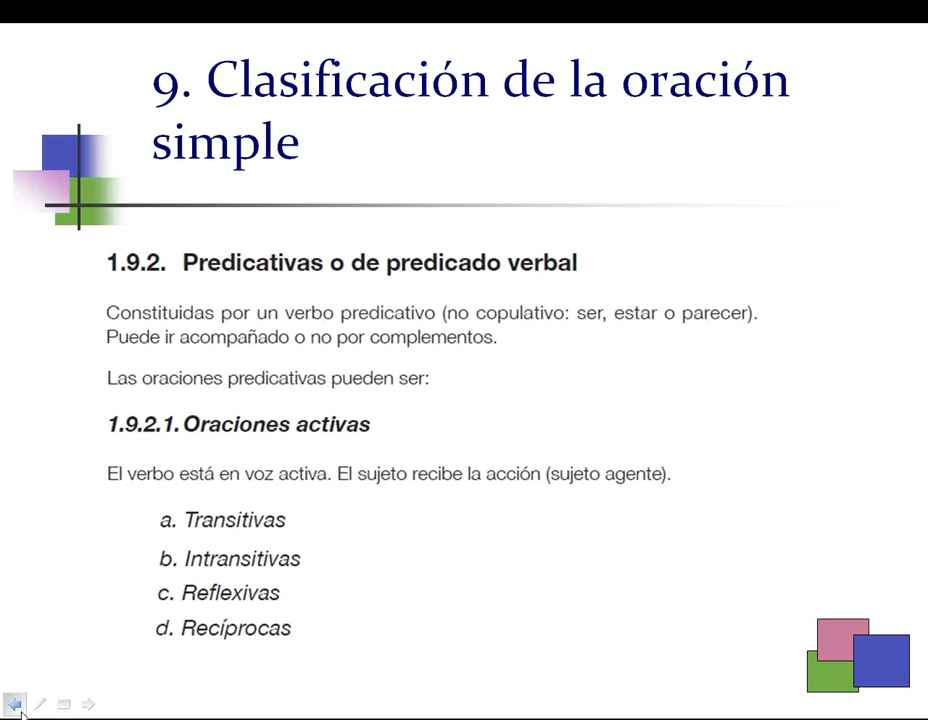 9. Clasificación de la oración
simple
1.9.2. Predicativas o de predicado verbal
Constituidas por un verbo predicativo (no copulativo: ser, estar o parecer).
Puede ir acompañado o no por complementos.
Las oraciones predicativas pueden ser:
1.9.2.1. Oraciones activas
El verbo está en voz activa. El sujeto recibe la acción (sujeto agente).
a. Transitivas
b. Intransitivas
c. Reflexivas
d. Recíprocas